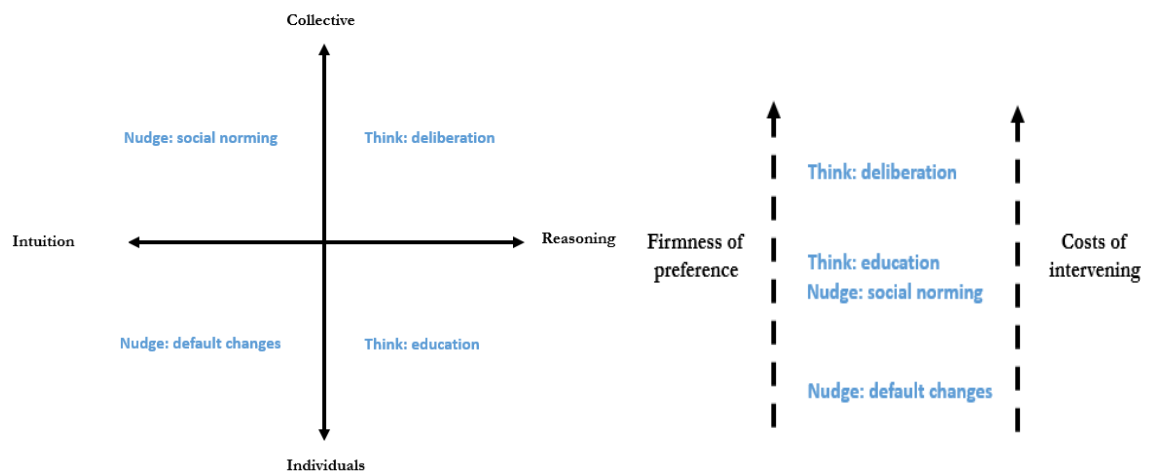 Collective
Nudge: social norming
Think: deliberation
Intuition
Reasoning
Nudge: default changes
Think: education
Individuals
Firmness of
preference
Think: deliberation
Think: education
Nudge: social norming
Nudge: default changes
Costs of
intervening